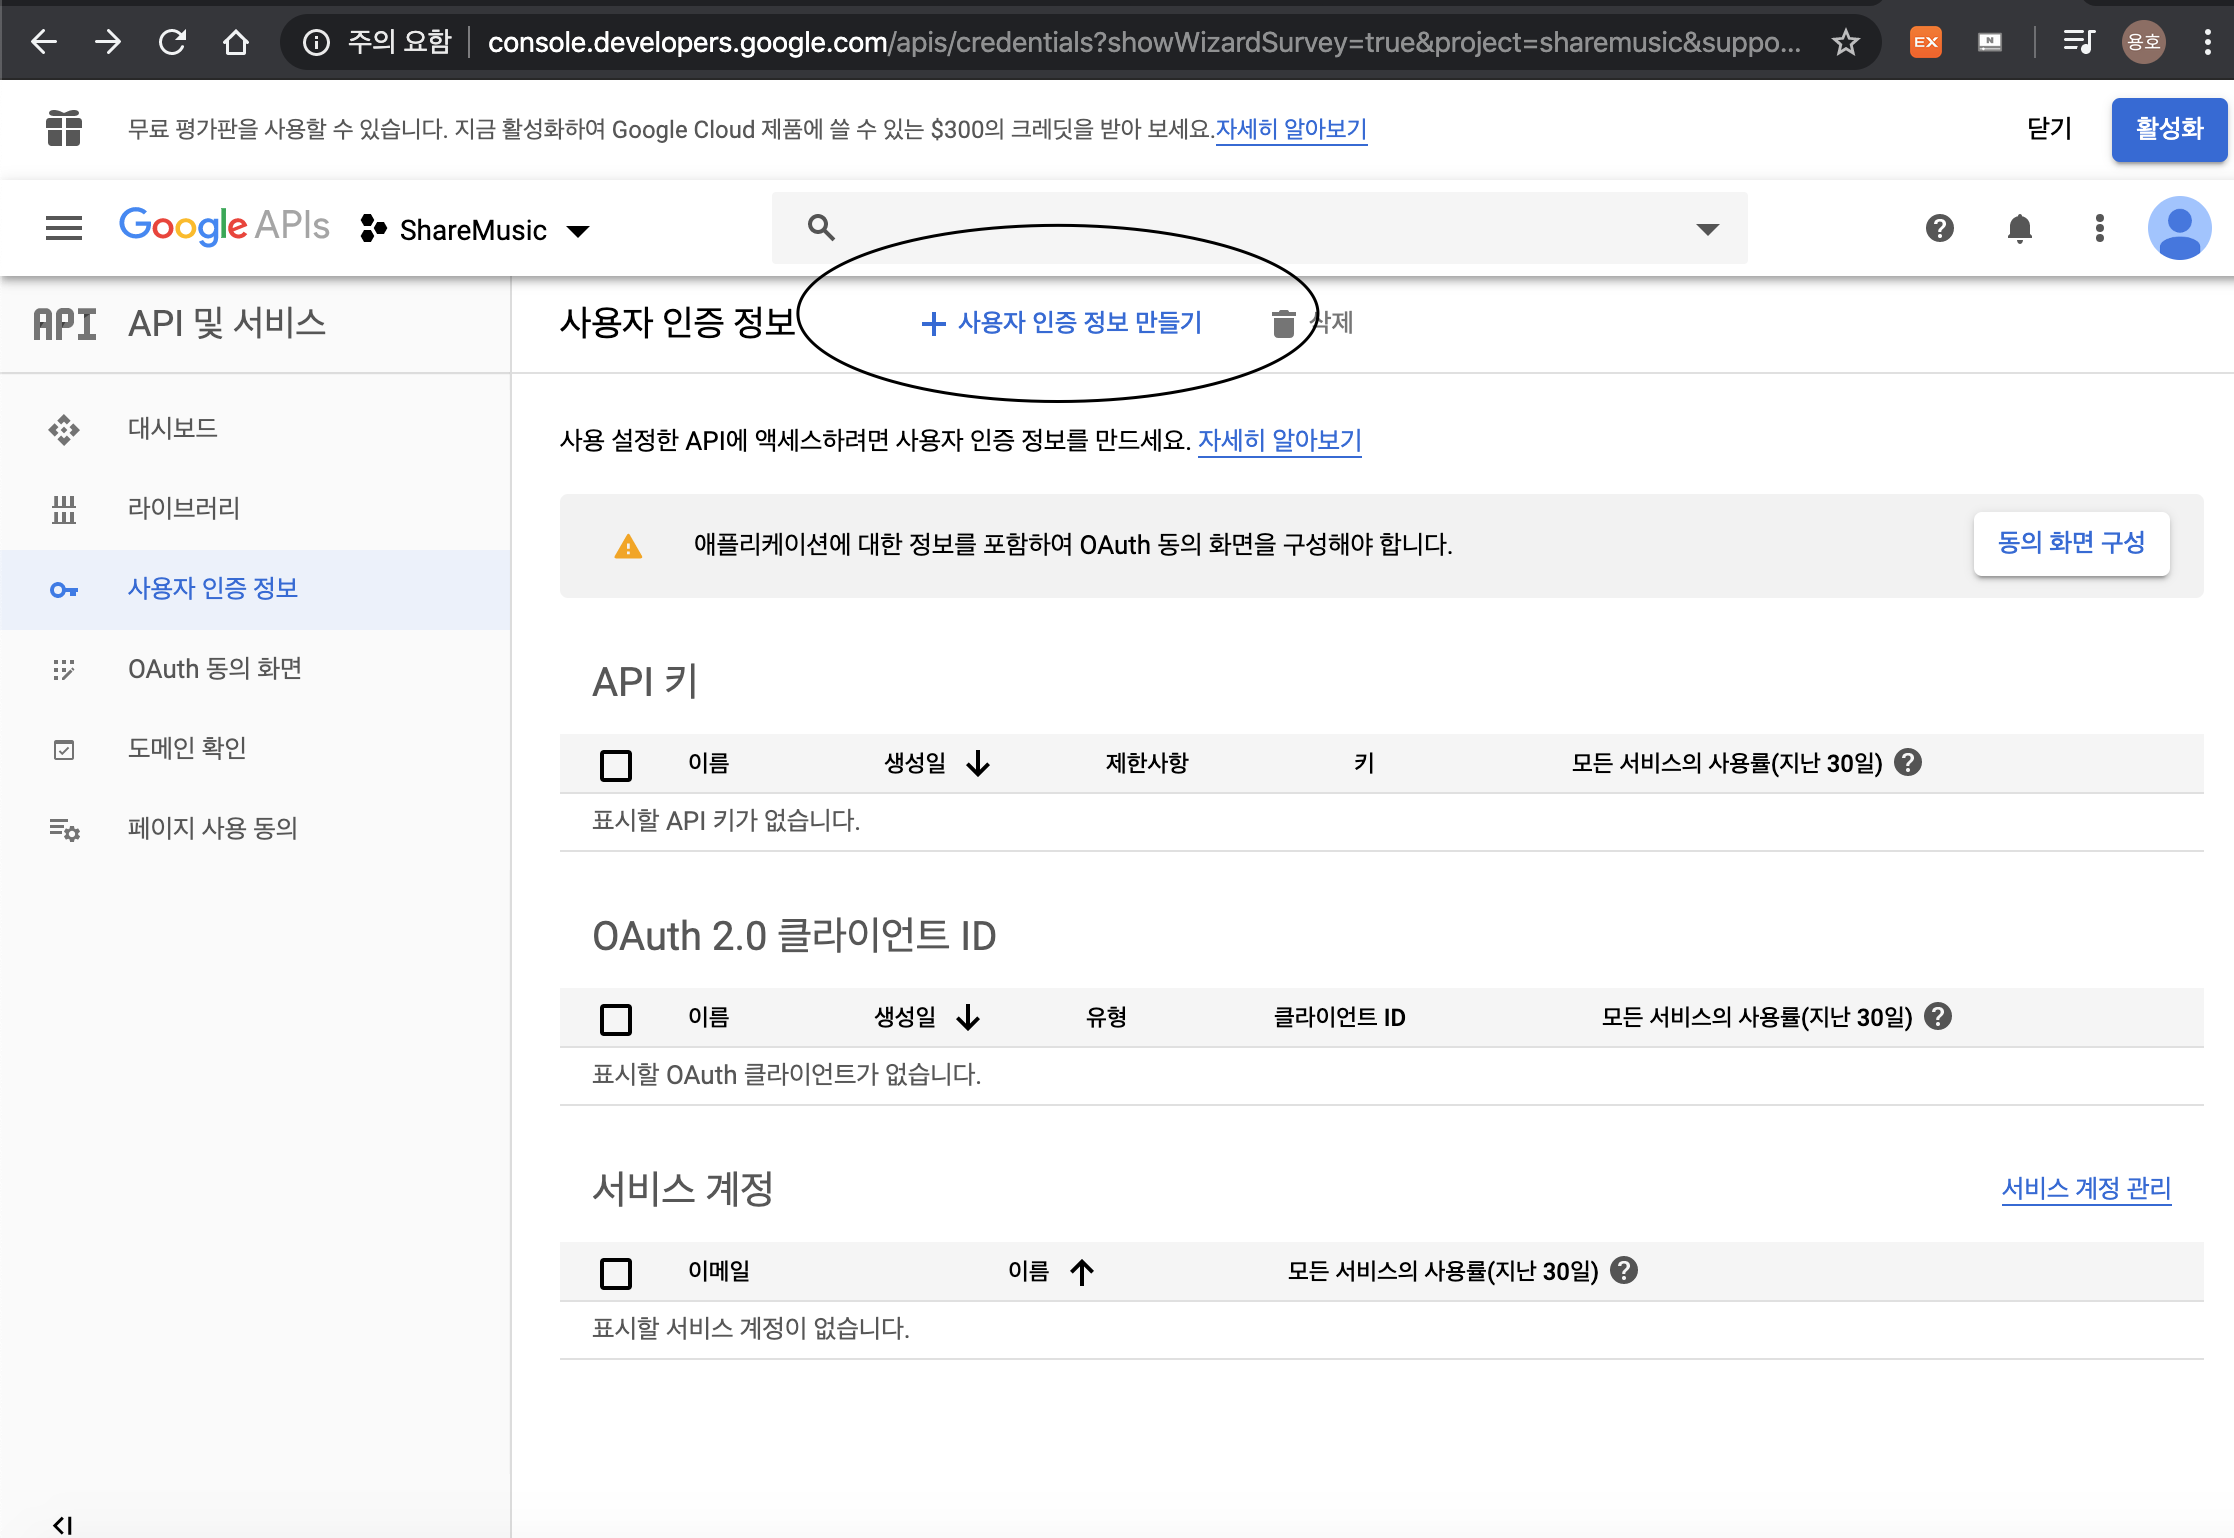 주의 요함 console.developers.google.com/apis/credentials?showWizardSurvey=true&project=sharemusic&suppo... EX N 용호
무료 평가판을 사용할 수 있습니다. 지금 활성화하여 Google Cloud 제품에 쓸 수 있는 $300의 크레딧을 받아 보세요.자세히 알아보기 닫기 활성화
Google APIs ShareMusic
API API 및 서비스
대시보드
라이브러리
사용자 인증 정보
OAuth 동의 화면
도메인 확인
페이지 사용 동의
사용자 인증 정보 + 사용자 인증 정보 만들기 삭제
사용 설정한 API에 액세스하려면 사용자 인증 정보를 만드세요. 자세히 알아보기
애플리케이션에 대한 정보를 포함하여 OAuth 동의 화면을 구성해야 합니다. 동의 화면 구성
API 키
이름 생성일 제한사항 키 모든 서비스의 사용률(지난 30일)
표시할 API 키가 없습니다.
OAuth 2.0 클라이언트 ID
이름 생성일 유형 클라이언트 ID 모든 서비스의 사용률(지난 30일)
표시할 OAuth 클라이언트가 없습니다.
서비스 계정 서비스 계정 관리
이메일 이름 모든 서비스의 사용률(지난 30일)
표시할 서비스 계정이 없습니다.